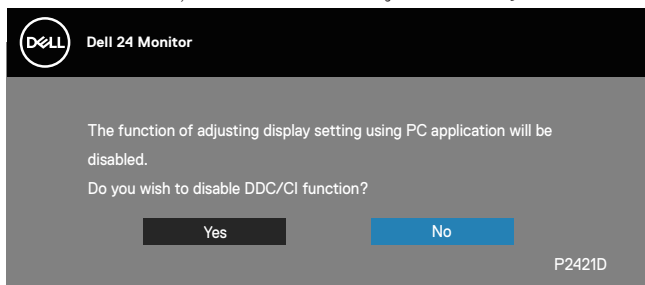 DELL
Dell 24 Monitor
The function of adjusting display setting using PC application will be
disabled.
Do you wish to disable DDC/CI function?
Yes
No
P2421D